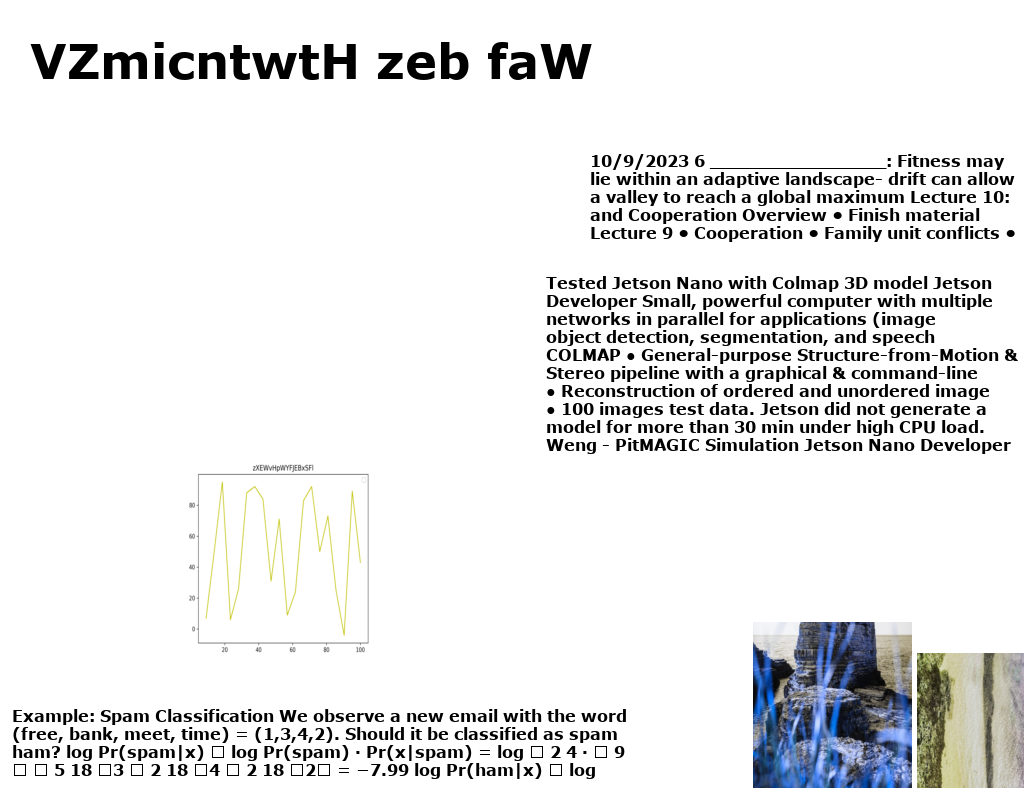 VZmicntwtH zeb faW
10/9/2023 6 ___________________: Fitness may
lie within an adaptive landscape- drift can allow
a valley to reach a global maximum Lecture 10:
and Cooperation Overview ● Finish material
Lecture 9 ● Cooperation ● Family unit conflicts ●
Tested Jetson Nano with Colmap 3D model Jetson
Developer Small, powerful computer with multiple
networks in parallel for applications (image
object detection, segmentation, and speech
COLMAP ● General-purpose Structure-from-Motion &
Stereo pipeline with a graphical & command-line
● Reconstruction of ordered and unordered image
● 100 images test data. Jetson did not generate a
model for more than 30 min under high CPU load.
Weng - PitMAGIC Simulation Jetson Nano Developer
zXEWvHpWYFJEBxSFl
80
60
40
20
0
20 40 60 80 100
Example: Spam Classification We observe a new email with the word
(free, bank, meet, time) = (1,3,4,2). Should it be classified as spam
ham? log Pr(spam|x) □ log Pr(spam) · Pr(x|spam) = log □ 2 4 · □ 9
□ □ 5 18 □3 □ 2 18 □4 □ 2 18 □2□ = −7.99 log Pr(ham|x) □ log